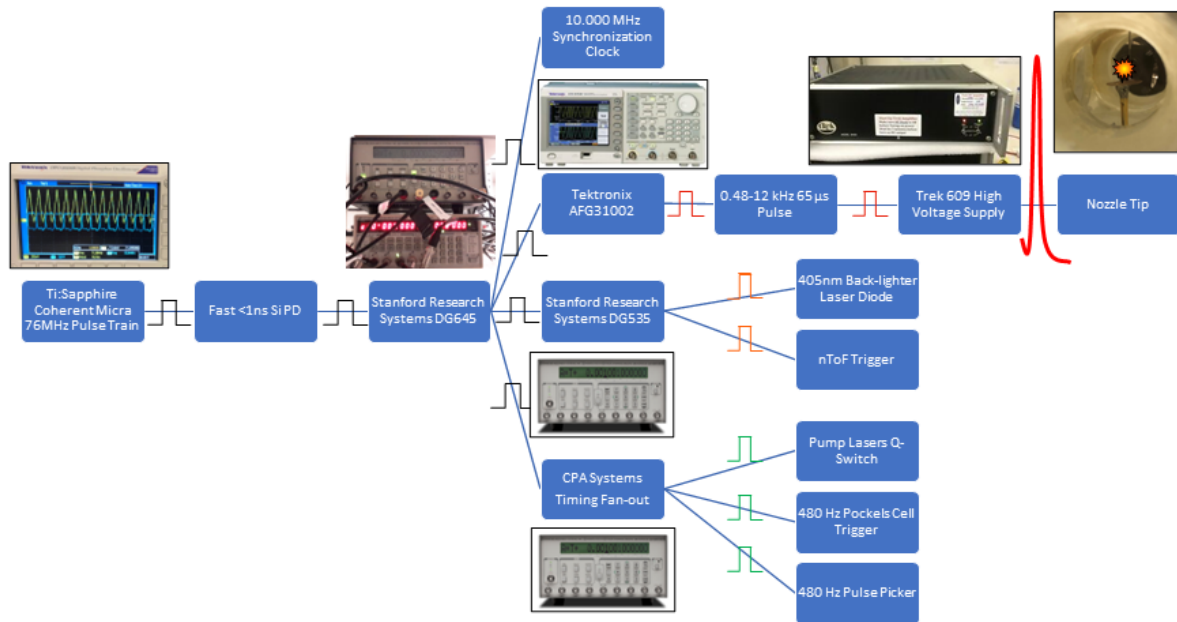 10.000 MHz
Synchronization
Clock
Tektronix
AFG31002
0.48-12 kHz 65 µs
Pulse
Trek 609 High
Voltage Supply
Nozzle Tip
Ti:Sapphire
Coherent Micra
76MHz Pulse Train
Fast <1ns Si PD
Stanford Research
Systems DG645
Stanford Research
Systems DG535
405nm Back-lighter
Laser Diode
nToF Trigger
CPA Systems
Timing Fan-out
Pump Lasers Q-
Switch
480 Hz Pockels Cell
Trigger
480 Hz Pulse Picker